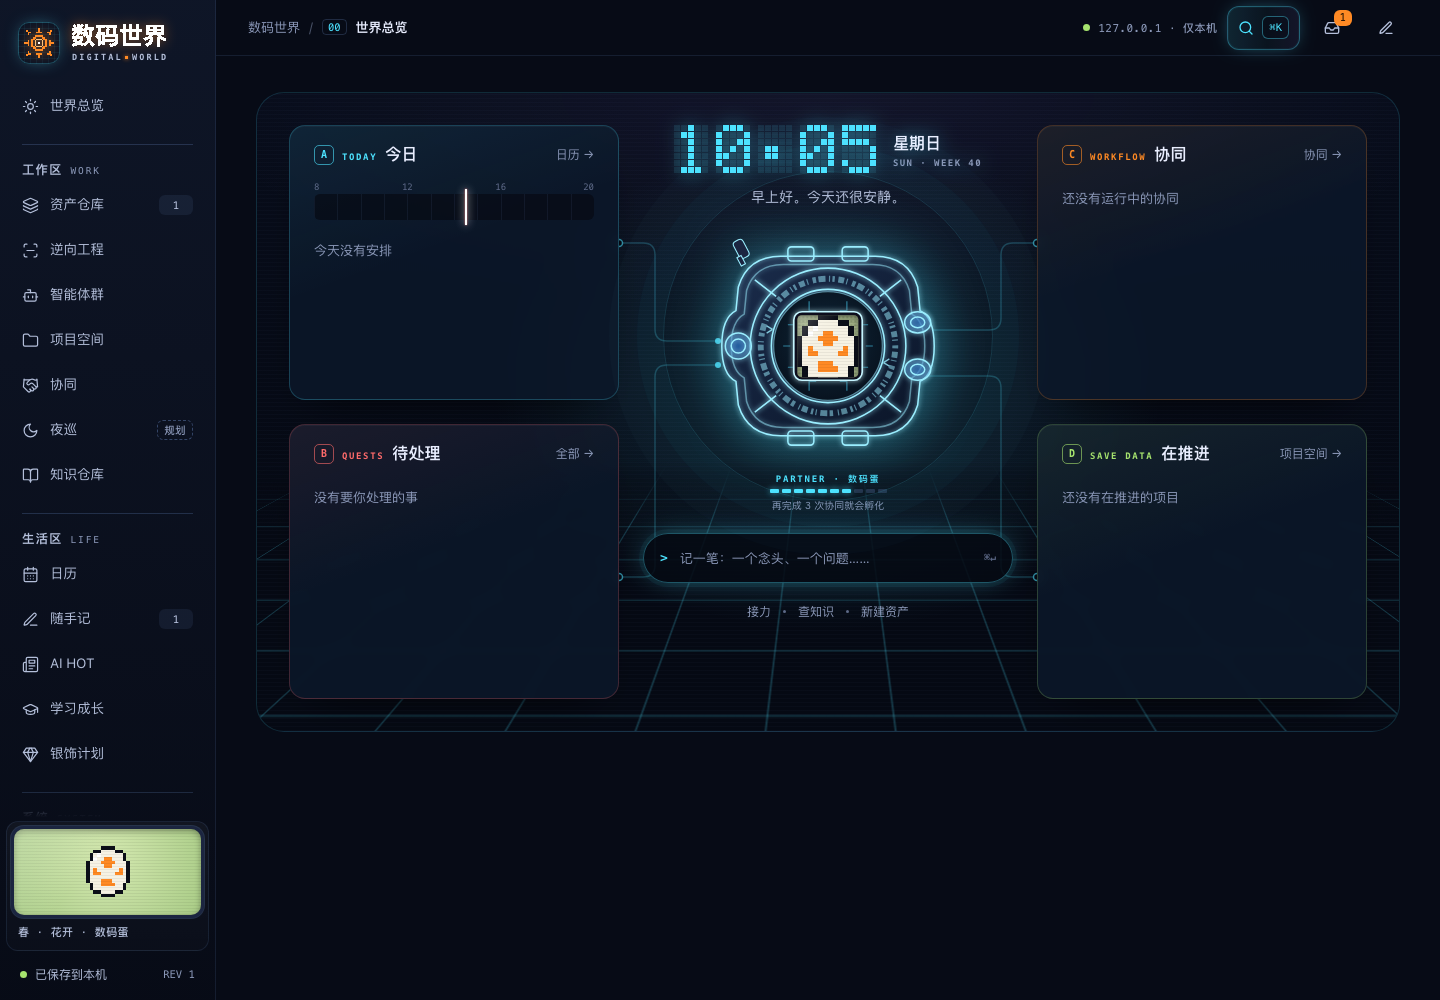 数码世界
DIGITAL WORLD
世界总览
工作区 WORK
资产仓库 1
逆向工程
智能体群
项目空间
协同
夜巡 规划
知识仓库
生活区 LIFE
日历
随手记 1
AI HOT
学习成长
银饰计划
春 · 花开 · 数码蛋
已保存到本机 REV 1
数码世界 / 00 世界总览
127.0.0.1 · 仅本机
⌘K
1
A TODAY 今日 日历 →
8 12 16 20
今天没有安排
10:05
星期日
SUN · WEEK 40
早上好。今天还很安静。
C WORKFLOW 协同 协同 →
还没有运行中的协同
B QUESTS 待处理 全部 →
没有要你处理的事
PARTNER · 数码蛋
再完成 3 次协同就会孵化
> 记一笔：一个念头、一个问题…… ⌘↵
接力 · 查知识 · 新建资产
D SAVE DATA 在推进 项目空间 →
还没有在推进的项目